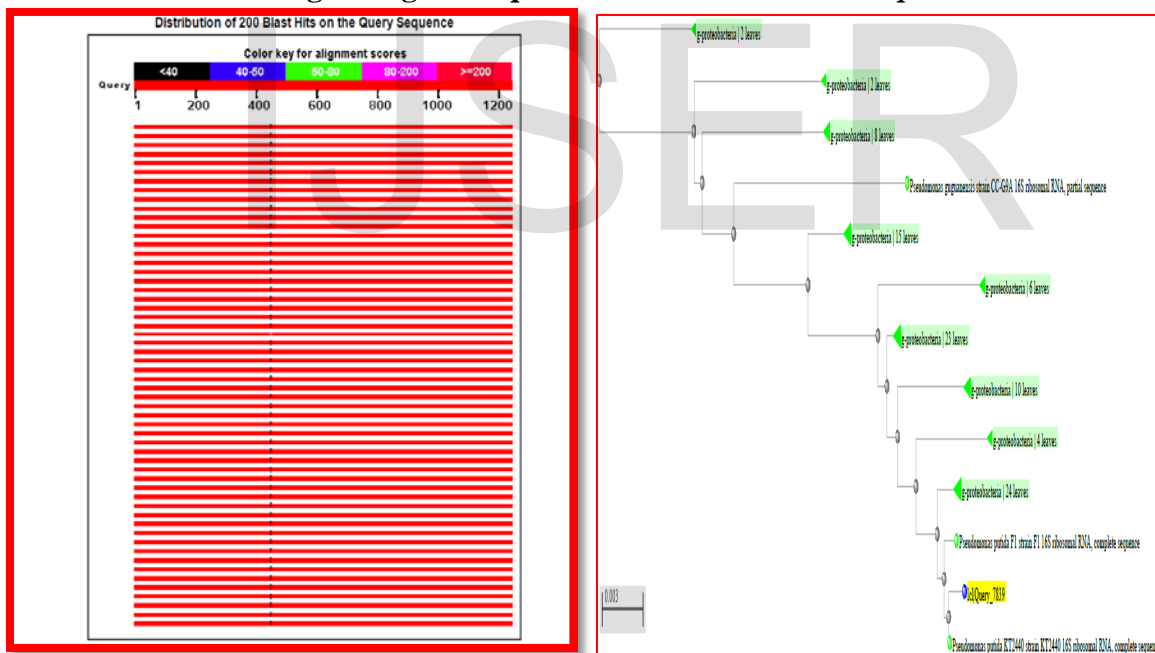 Distribution of 200 Blast Hits on the Query Sequence
Color key for alignment scores
<40 40-50 50-80 80-200 >=200
Query
1 200 400 600 800 1000 1200
IJSER
g-proteobacteria | 2 leaves
g-proteobacteria | 2 leaves
g-proteobacteria | 8 leaves
Pseudomonas guguanensis strain CC-G9A 16S ribosomal RNA, partial sequence
g-proteobacteria | 15 leaves
g-proteobacteria | 6 leaves
g-proteobacteria | 23 leaves
g-proteobacteria | 10 leaves
g-proteobacteria | 4 leaves
g-proteobacteria | 24 leaves
Pseudomonas putida F1 strain F1 16S ribosomal RNA, complete sequence
lcl|Query_7839
0.003
Pseudomonas putida KT2440 strain KT2440 16S ribosomal RNA, complete sequen